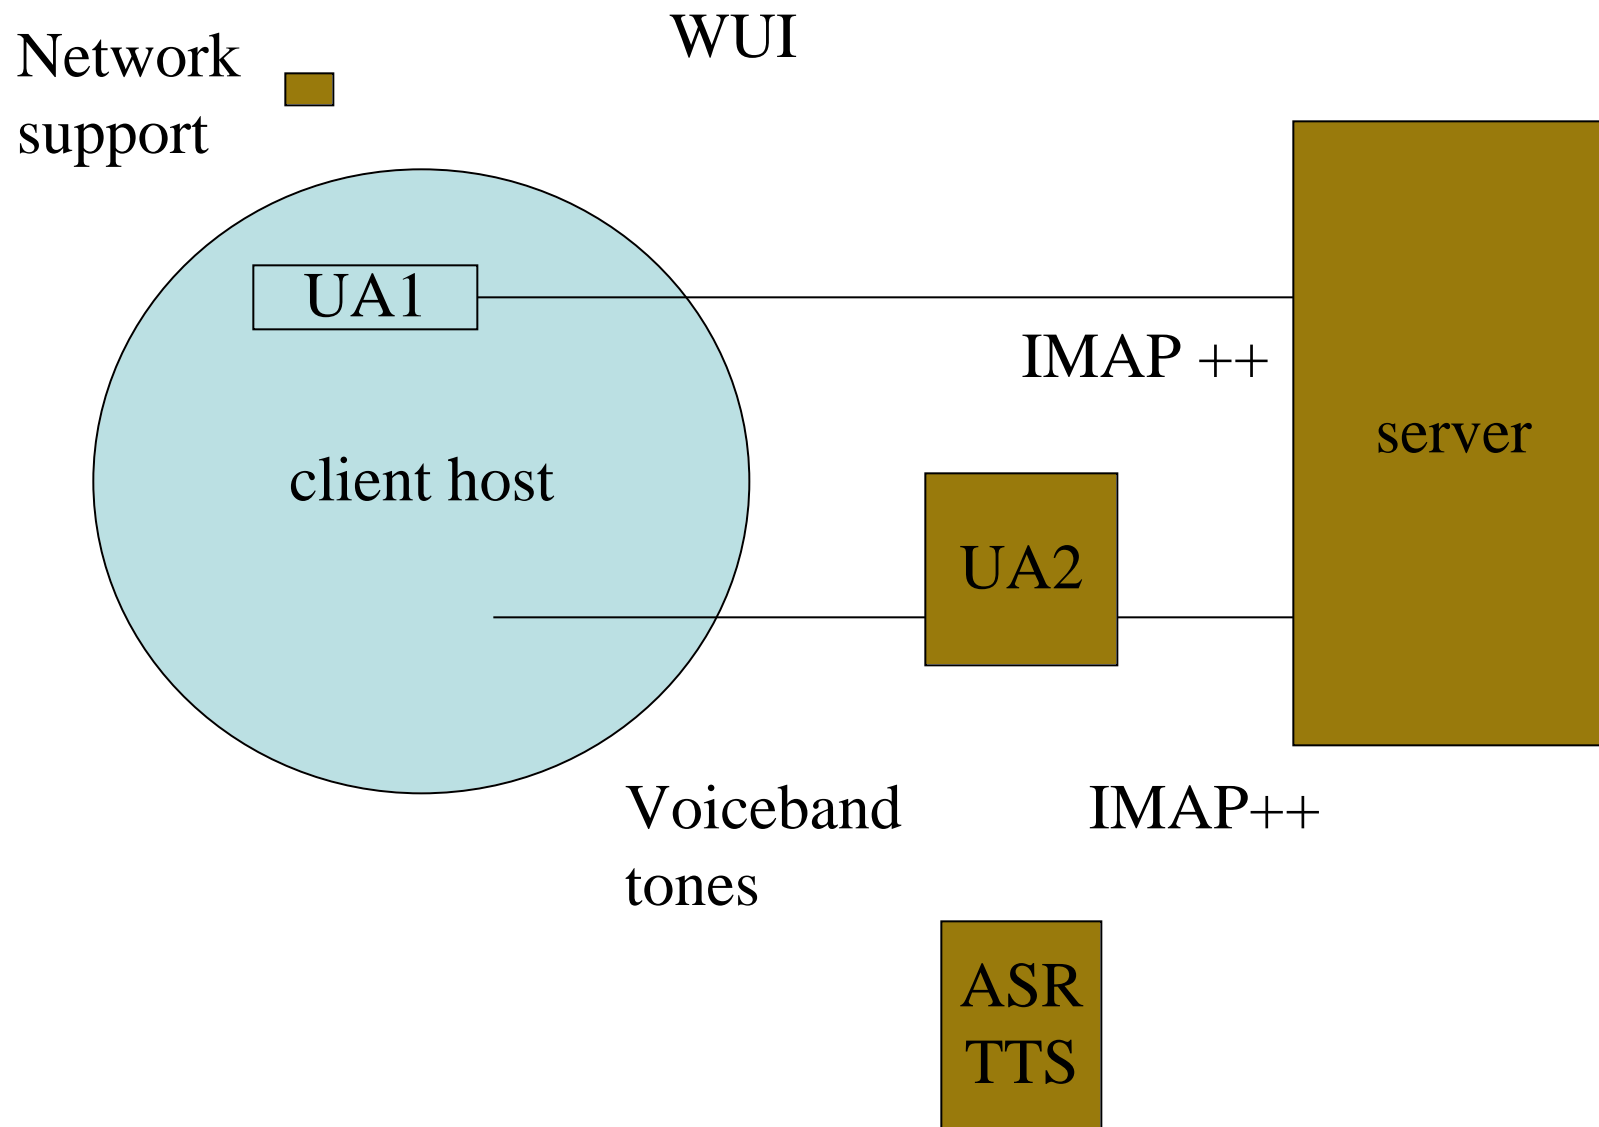 WUI
Network
support
UA1
IMAP ++
server
client host
UA2
Voiceband
tones
IMAP++
ASR
TTS